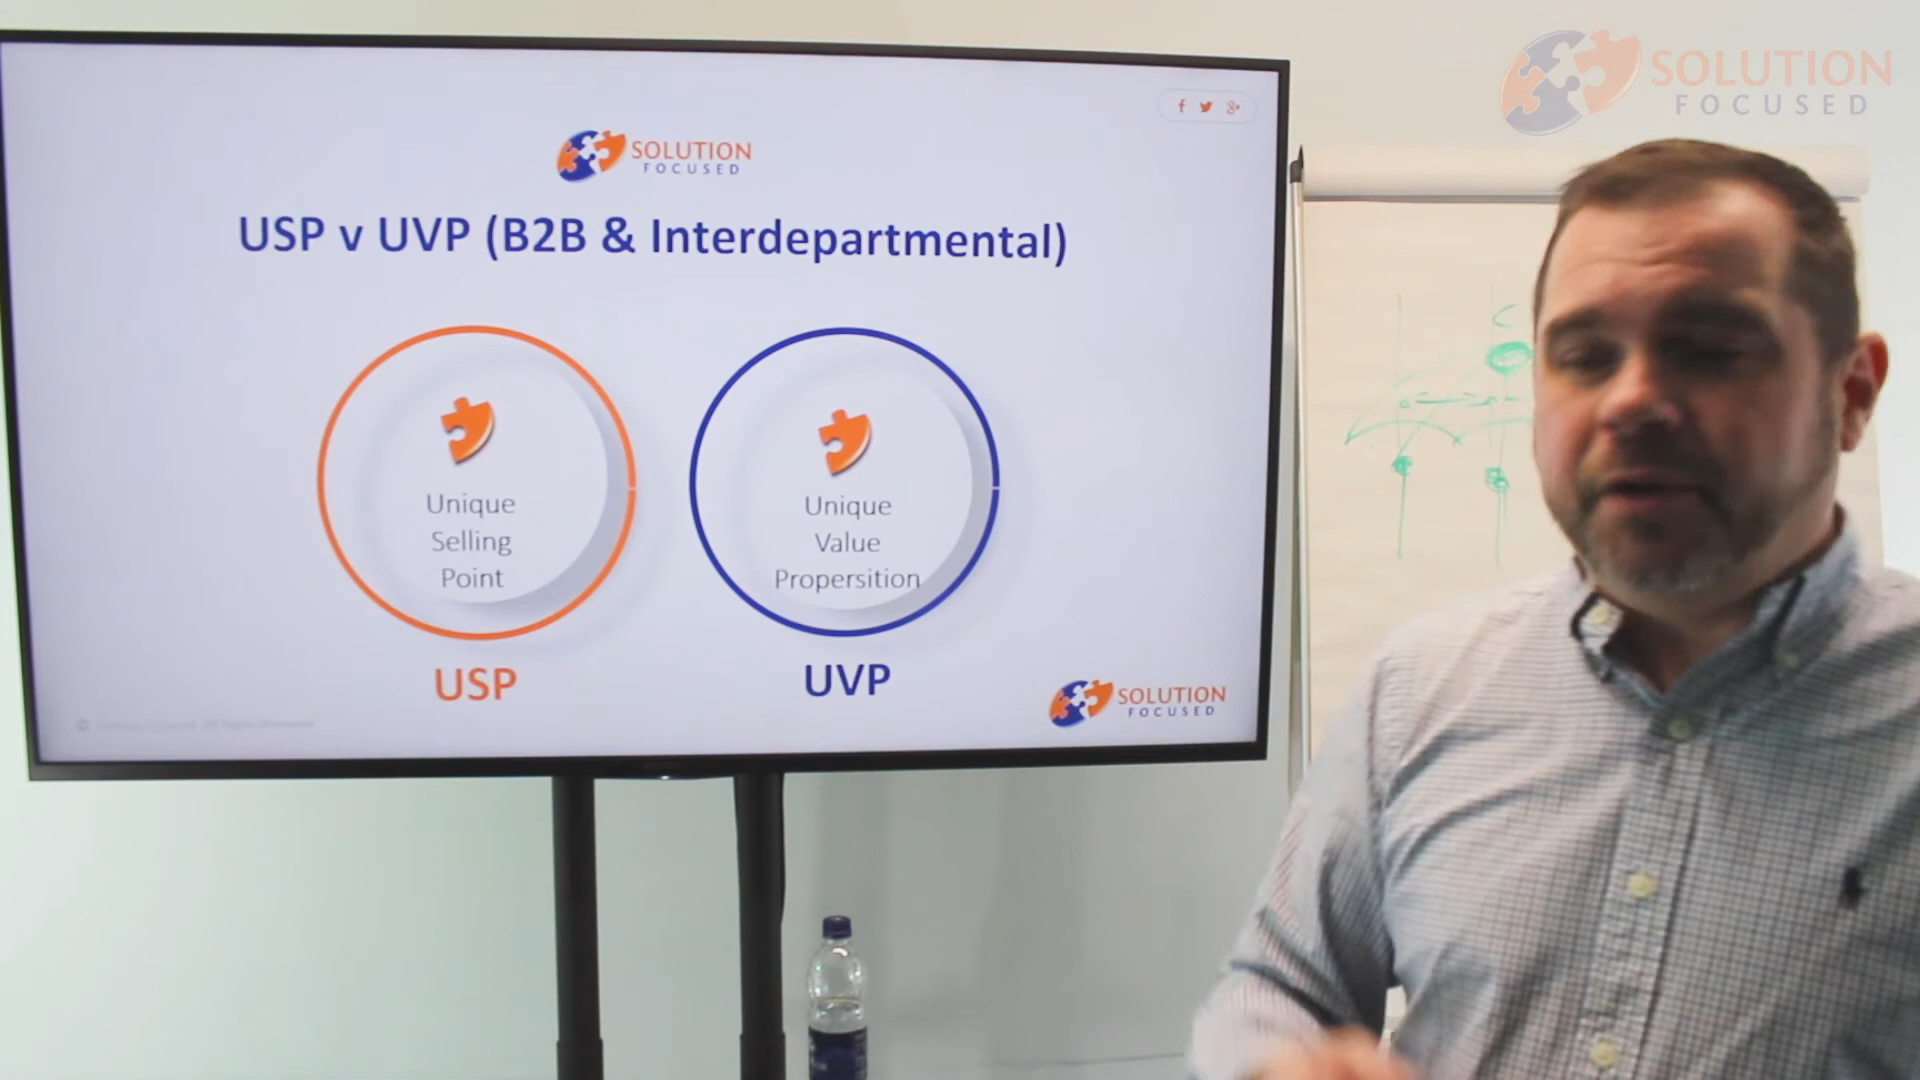 SOLUTION
FOCUSED
f
SOLUTION
FOCUSED
USP v UVP (B2B & Interdepartmental)
Unique
Selling
Point
USP
Unique
Value
Propersition
UVP
SOLUTION
FOCUSED